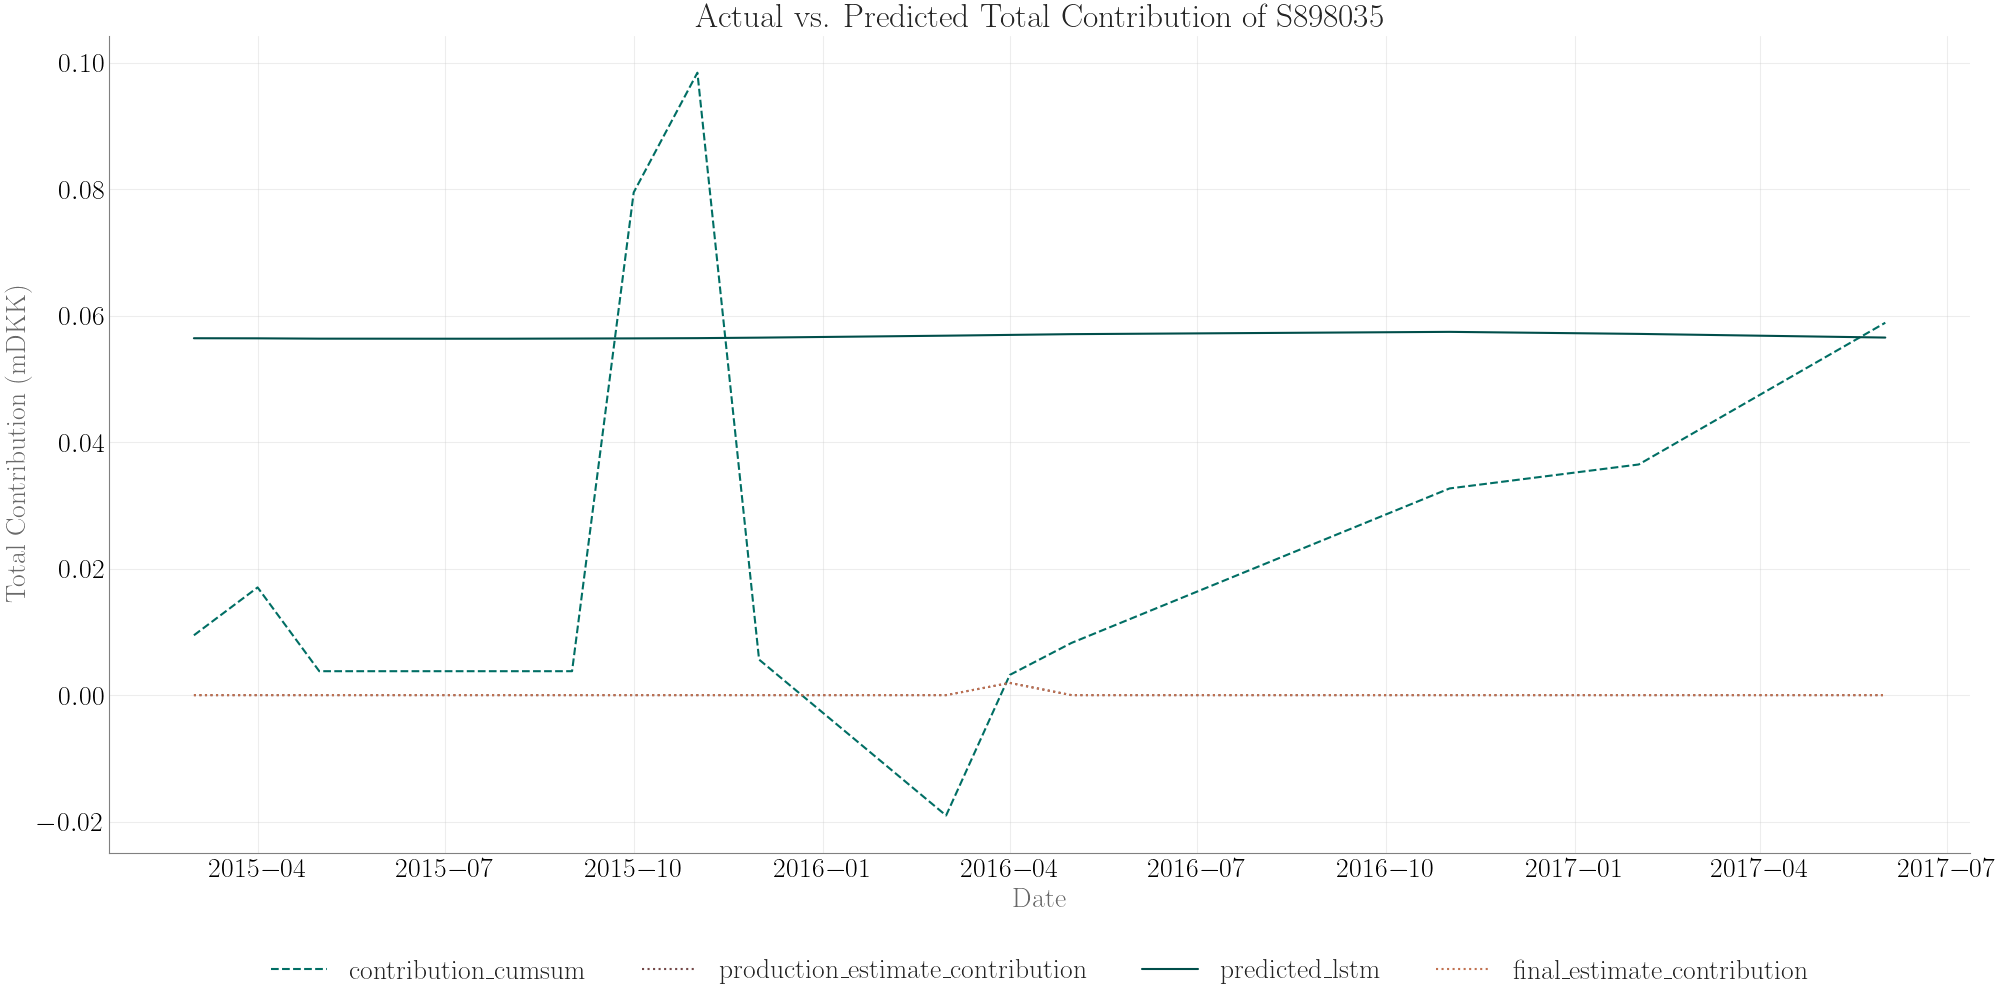 Actual vs. Predicted Total Contribution of S898035
Total Contribution (mDKK)
0.10
0.08
0.06
0.04
0.02
0.00
−0.02
2015−04 2015−07 2015−10 2016−01 2016−04 2016−07 2016−10 2017−01 2017−04 2017−07
Date
contribution_cumsum production_estimate_contribution predicted_lstm final_estimate_contribution